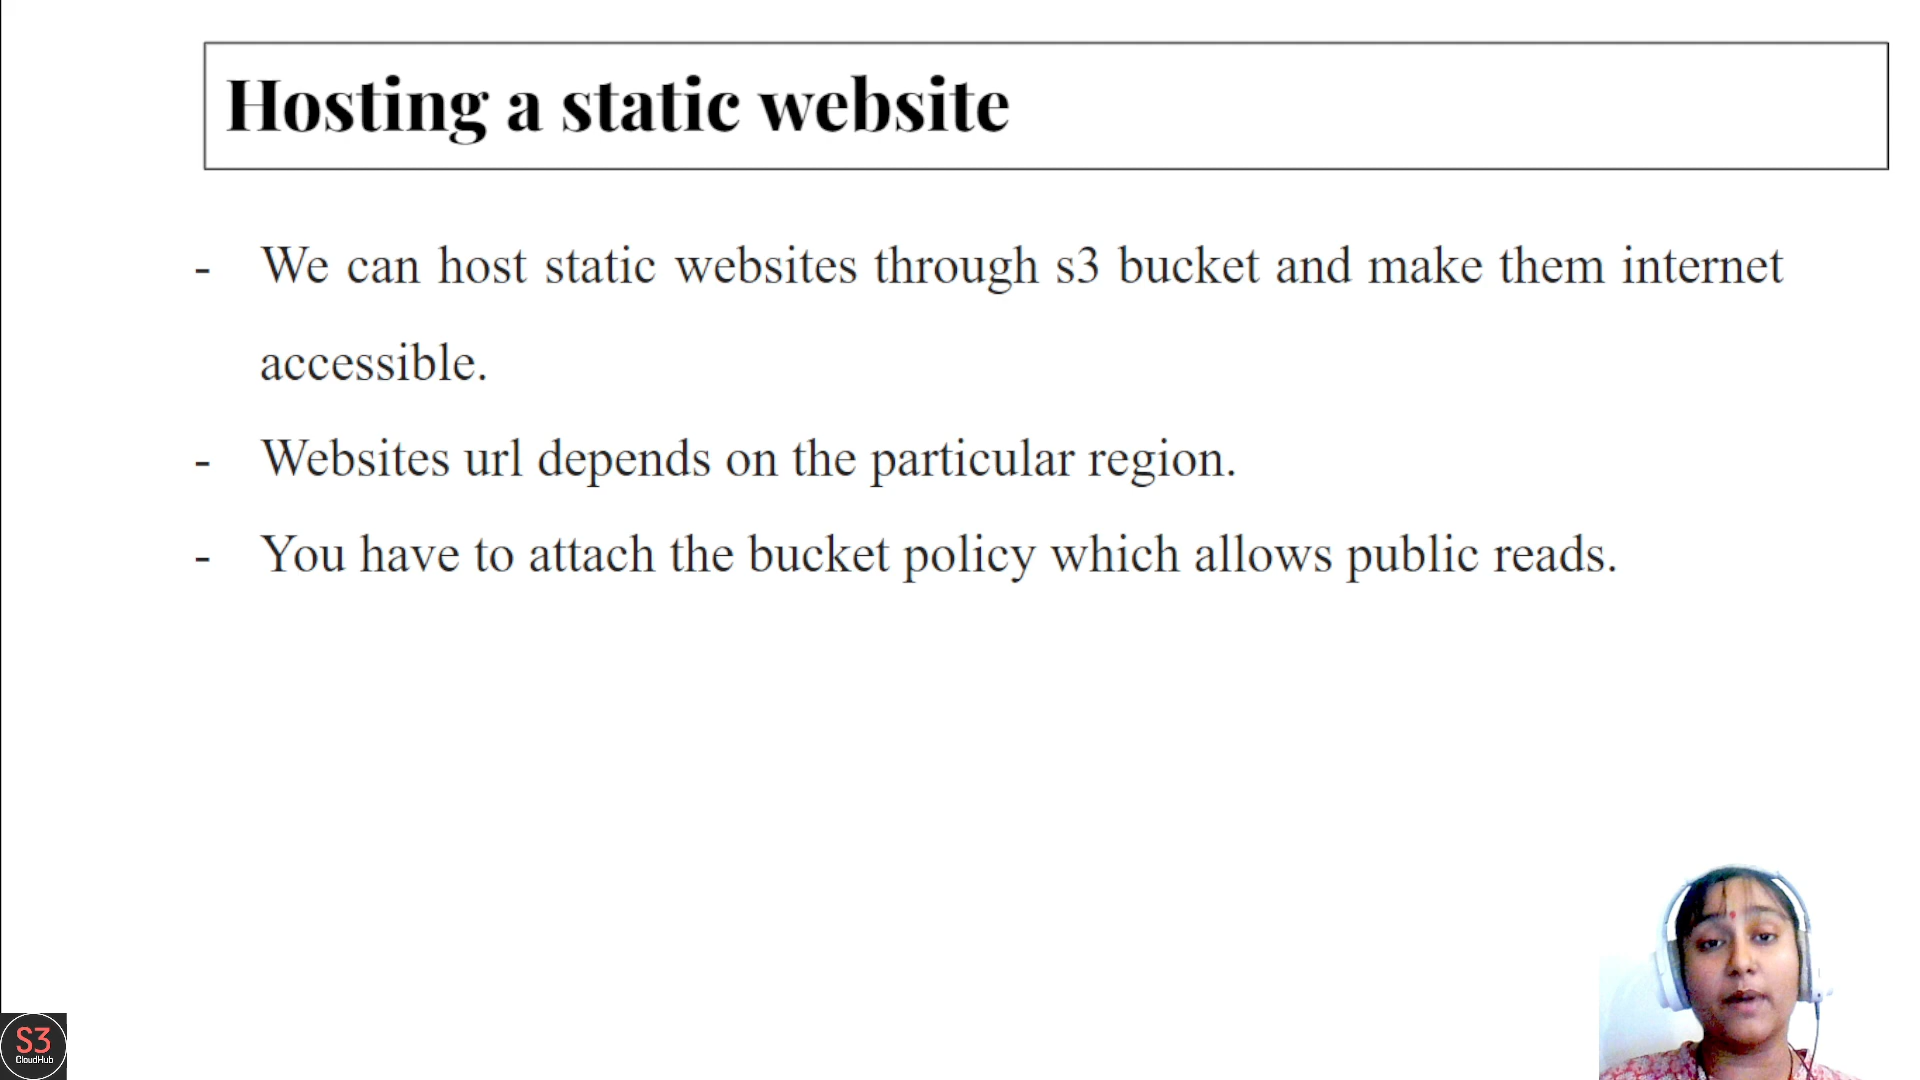 Hosting a static website
- We can host static websites through s3 bucket and make them internet
accessible.
- Websites url depends on the particular region.
- You have to attach the bucket policy which allows public reads.
S3
CloudHub